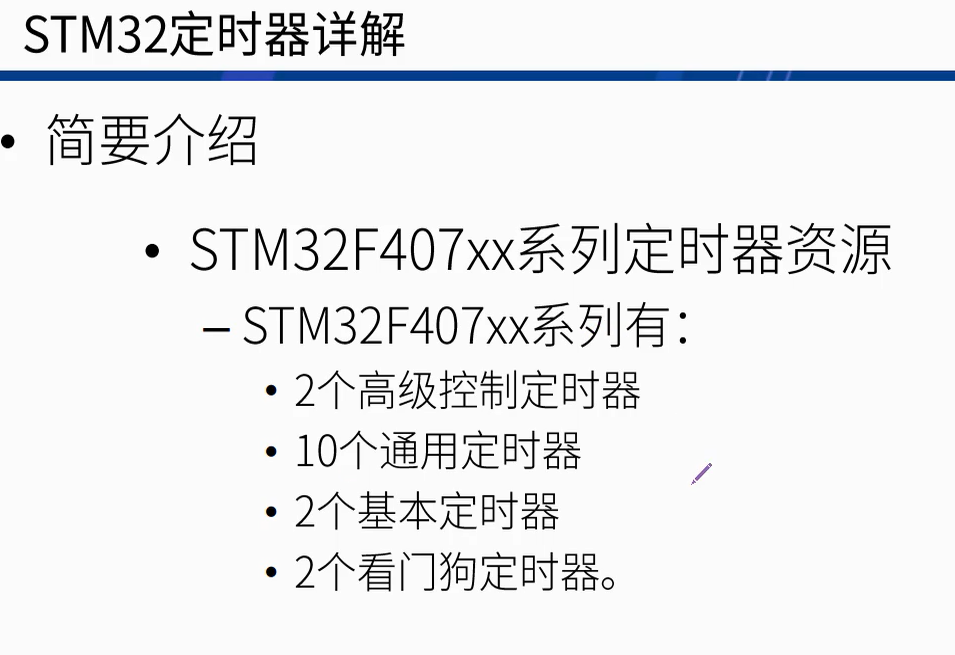 STM32定时器详解
• 简要介绍
• STM32F407xx系列定时器资源
– STM32F407xx系列有：
• 2个高级控制定时器
• 10个通用定时器
• 2个基本定时器
• 2个看门狗定时器。